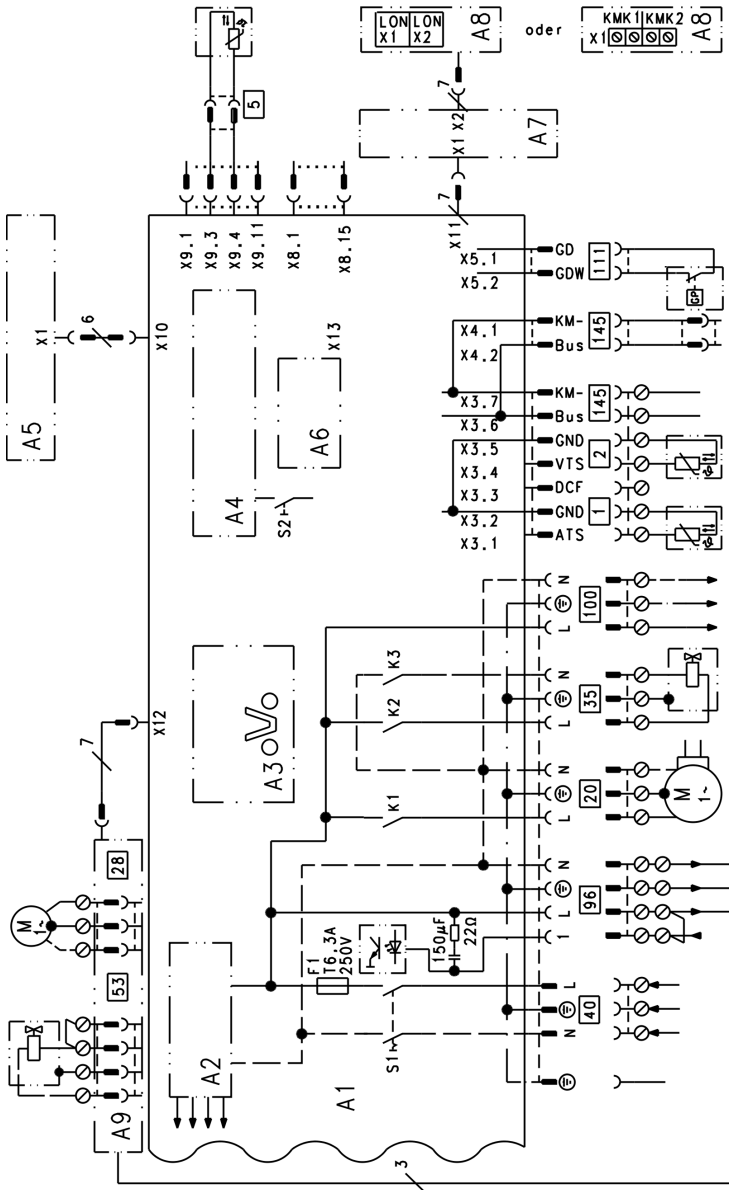 LON LON
X1 X2
A8
oder
KMK1 KMK2
X1
A8
5
7
X1 X2
A7
7
X11
A5
X1
6
X10
X9.1
X9.3
X9.4
X9.11
X8.1
X8.15
X5.1
X5.2
GD
GDW
111
GP
X13
A6
A4
S2
X4.1
X4.2
KM-
Bus
145
X3.7
X3.6
KM-
Bus
145
X3.5
X3.4
GND
VTS
2
X3.3
DCF
X3.2
X3.1
GND
ATS
1
ϑ
ϑ
ϑ
7
X12
A3
K3
K2
K1
N
L
100
N
L
35
N
L
20
M
1~
N
L
1
96
28
M
1~
53
A9
A2
A1
F1
T6,3A
250V
150µF
22Ω
S1
L
N
40
3